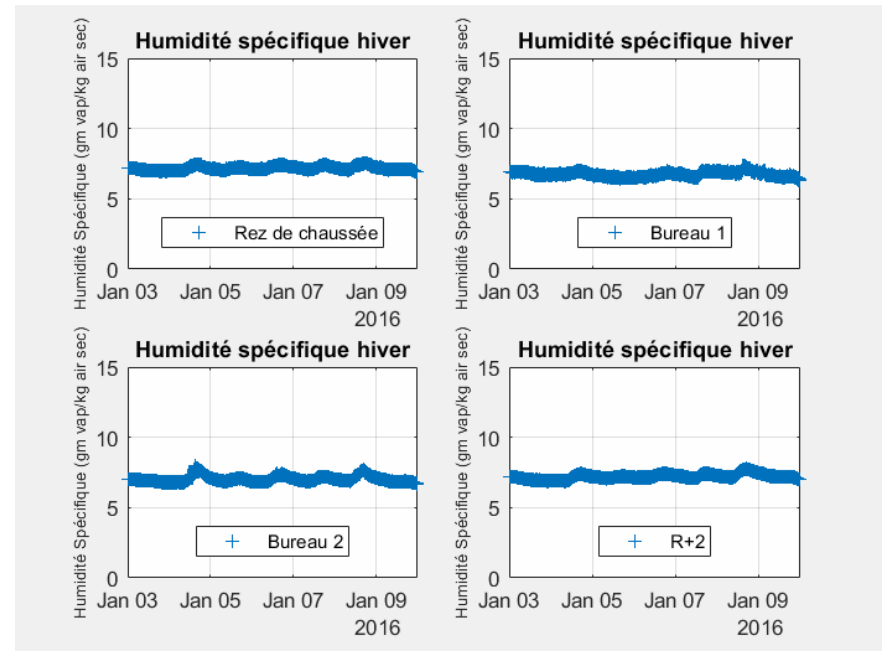 Humidité spécifique hiver
Humidité Spécifique (gm vap/kg air sec)
15
10
5
0
Rez de chaussée
Jan 03
Jan 05
Jan 07
Jan 09
2016
Humidité spécifique hiver
Humidité Spécifique (gm vap/kg air sec)
15
10
5
0
Bureau 1
Jan 03
Jan 05
Jan 07
Jan 09
2016
Humidité spécifique hiver
Humidité Spécifique (gm vap/kg air sec)
15
10
5
0
Bureau 2
Jan 03
Jan 05
Jan 07
Jan 09
2016
Humidité spécifique hiver
Humidité Spécifique (gm vap/kg air sec)
15
10
5
0
R+2
Jan 03
Jan 05
Jan 07
Jan 09
2016